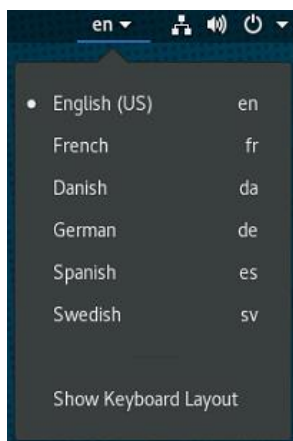 en
English (US) en
French fr
Danish da
German de
Spanish es
Swedish sv
Show Keyboard Layout